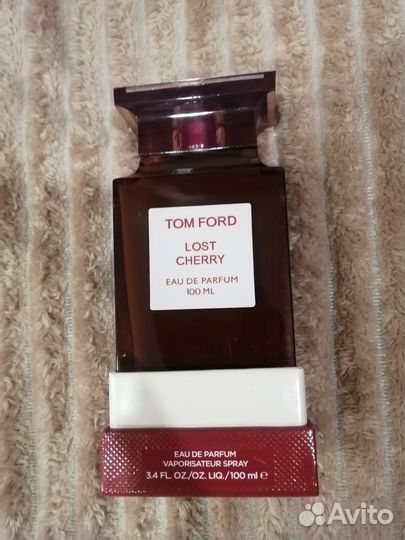 TOM FORD
LOST
CHERRY
EAU DE PARFUM
100 ML
EAU DE PARFUM
VAPORISATEUR SPRAY
3.4 FL. OZ./OZ. LIQ./100 ml ℮
Avito